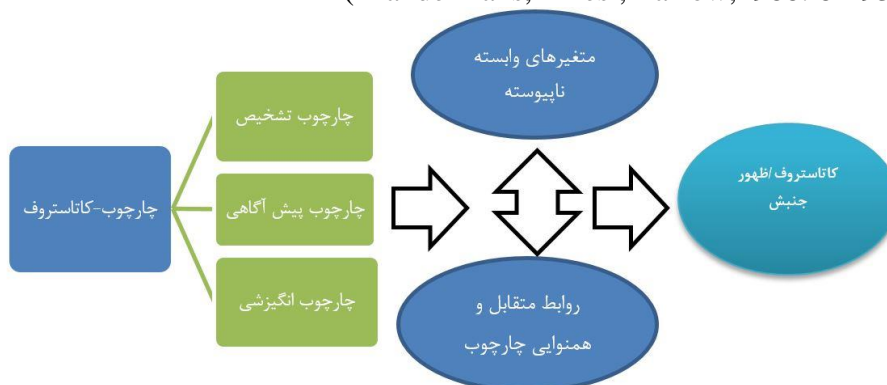 متغیرهای وابسته
ناپیوسته
چارچوب تشخیص
چارچوب-کاتاستروف
چارچوب پیش آگاهی
چارچوب انگیزشی
کاتاستروف/ظهور
جنبش
روابط متقابل و
همنوایی چارچوب